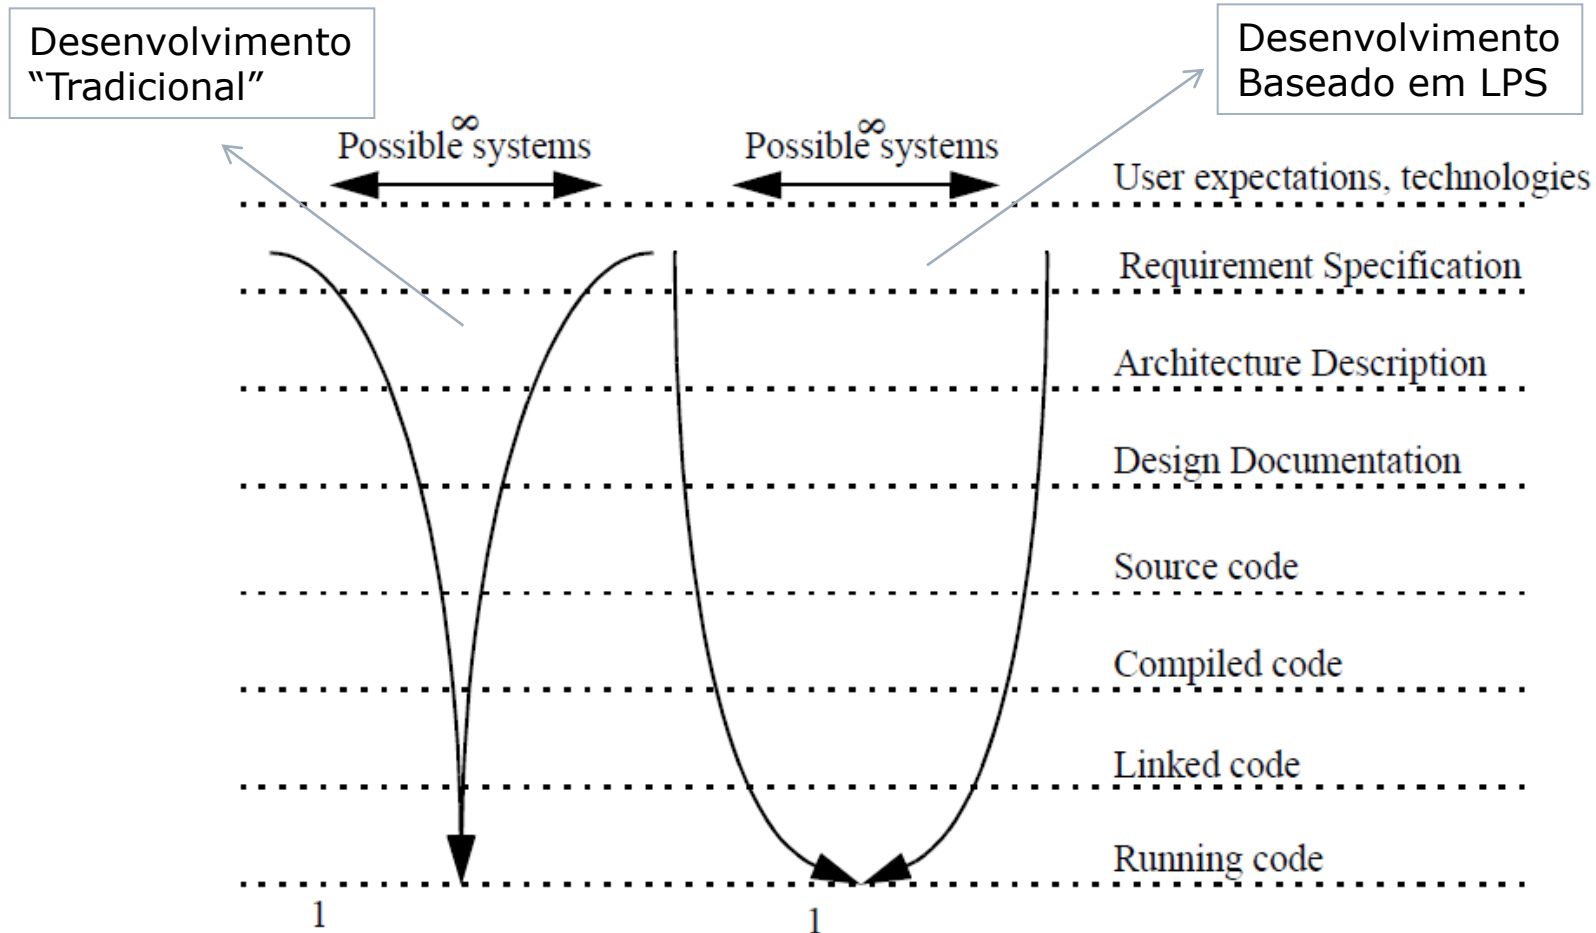 Desenvolvimento
“Tradicional”
Desenvolvimento
Baseado em LPS
∞
Possible systems
∞
Possible systems
User expectations, technologies
Requirement Specification
Architecture Description
Design Documentation
Source code
Compiled code
Linked code
Running code
1
1